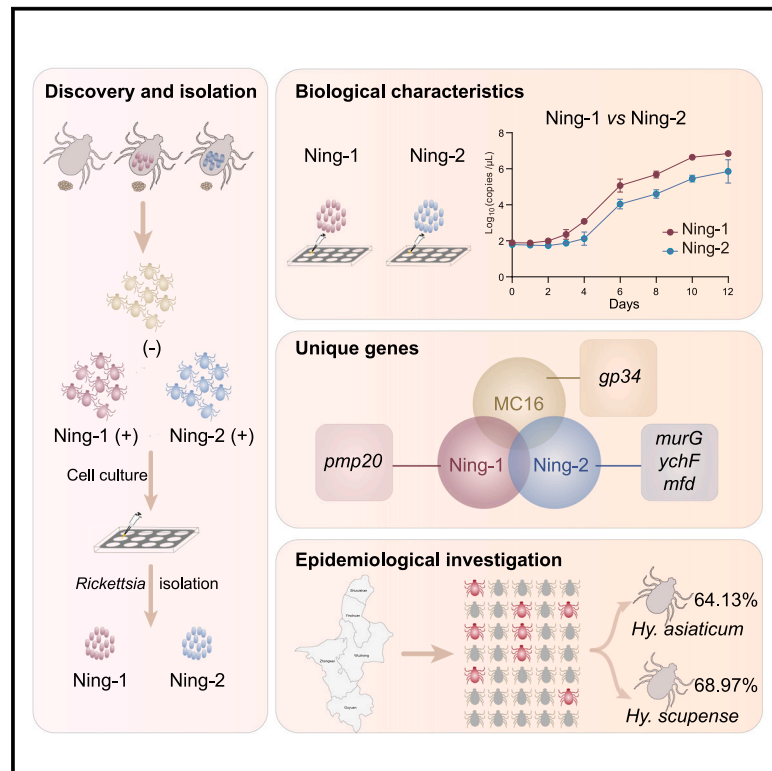 Discovery and isolation
(-)
Ning-1 (+)
Ning-2 (+)
Cell culture
Rickettsia isolation
Ning-1
Ning-2
Biological characteristics
Ning-1
Ning-2
Ning-1 vs Ning-2
Log10 (copies /μL)
8
6
4
2
0
0 2 4 6 8 10 12
Days
Ning-1
Ning-2
Unique genes
gp34
MC16
pmp20
Ning-1
Ning-2
murG
ychF
mfd
Epidemiological investigation
64.13%
Hy. asiaticum
68.97%
Hy. scupense